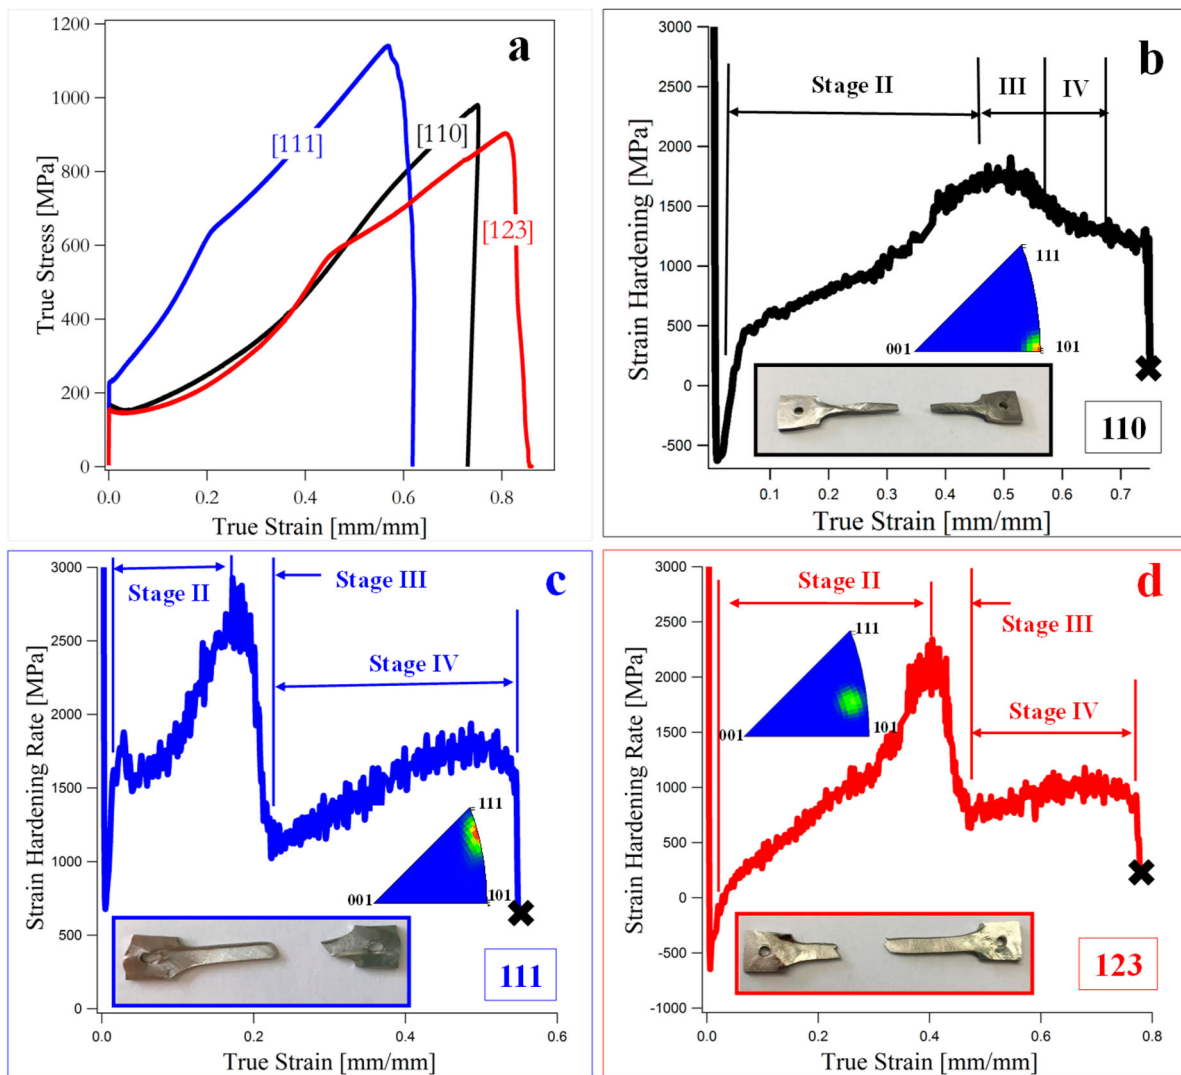 a
1200
1000
800
600
400
200
0
True Stress [MPa]
[111]
[110]
[123]
0.0 0.2 0.4 0.6 0.8
True Strain [mm/mm]
b
3000
2500
2000
1500
1000
500
0
-500
Strain Hardening [MPa]
Stage II
III
IV
111
001
101
110
0.1 0.2 0.3 0.4 0.5 0.6 0.7
True Strain [mm/mm]
c
3000
2500
2000
1500
1000
500
0
Strain Hardening Rate [MPa]
Stage II
Stage III
Stage IV
111
001
101
111
0.0 0.2 0.4 0.6
True Strain [mm/mm]
d
3000
2500
2000
1500
1000
500
0
-500
-1000
Strain Hardening Rate [MPa]
Stage II
Stage III
Stage IV
111
001
101
123
0.0 0.2 0.4 0.6 0.8
True Strain [mm/mm]